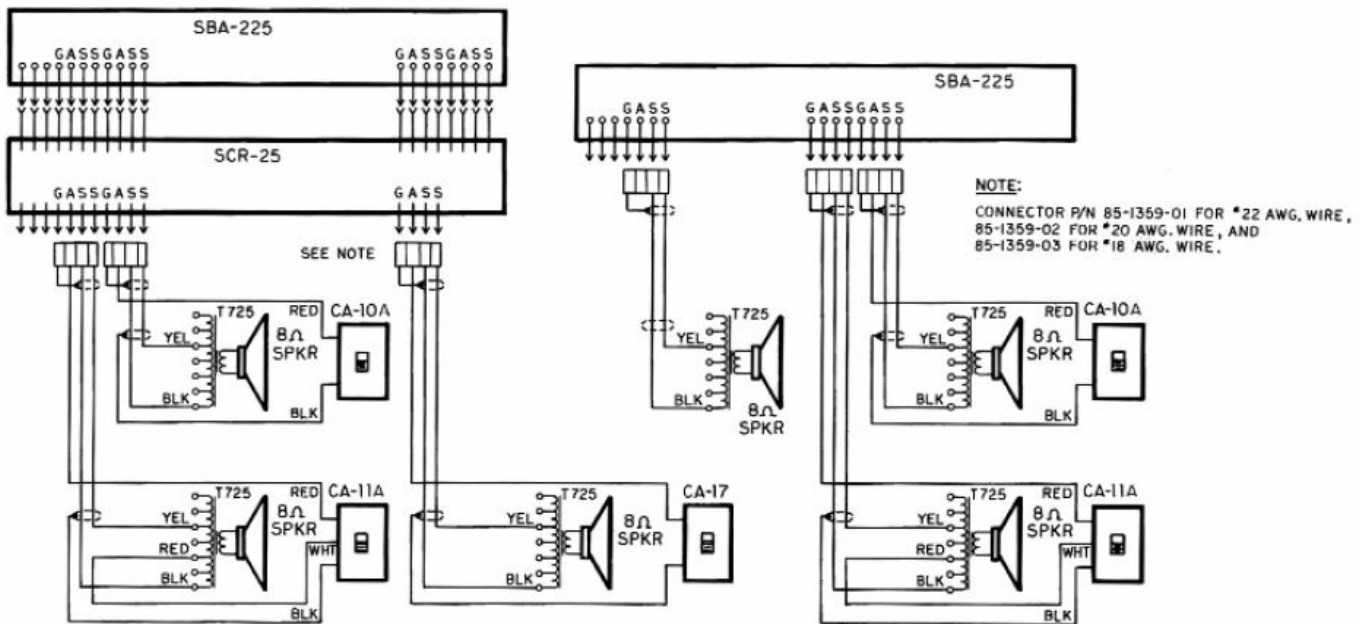 SBA-225
GASSGASS
GASSGASS
SCR-25
GASSGASS
GASS
SEE NOTE
T725
RED
CA-10A
YEL
8Ω
SPKR
BLK
BLK
T725
RED
CA-11A
YEL
8Ω
SPKR
RED
WHT
BLK
BLK
T725
CA-17
YEL
8Ω
SPKR
BLK
SBA-225
GASS
GASSGASS
NOTE:
CONNECTOR P/N 85-1359-01 FOR #22 AWG. WIRE,
85-1359-02 FOR #20 AWG. WIRE, AND
85-1359-03 FOR #18 AWG. WIRE.
T725
YEL
BLK
8Ω
SPKR
T725
RED
CA-10A
YEL
8Ω
SPKR
BLK
BLK
T725
RED
CA-11A
YEL
8Ω
SPKR
RED
WHT
BLK
BLK